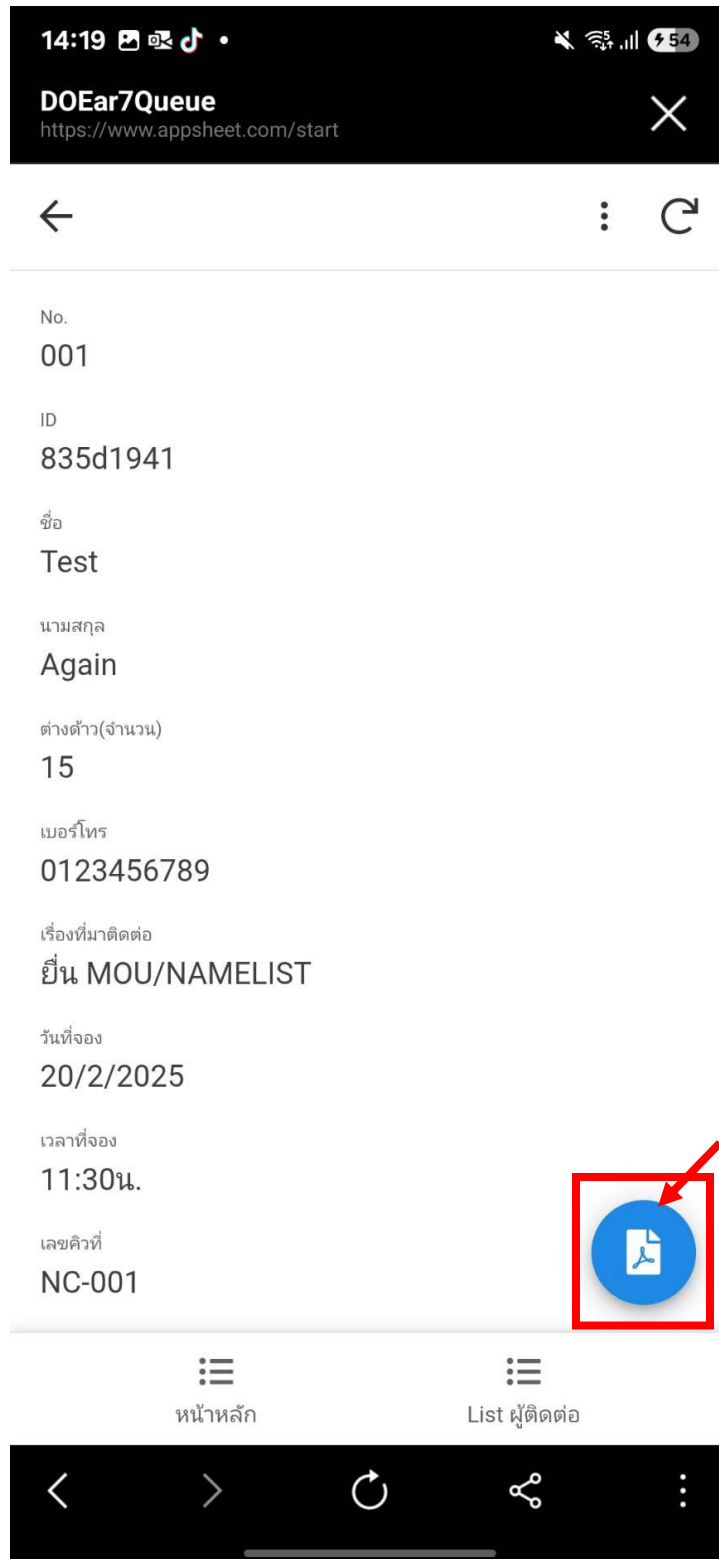 14:19
54
DOEar7Queue
https://www.appsheet.com/start
No.
001
ID
835d1941
ชื่อ
Test
นามสกุล
Again
ต่างด้าว(จำนวน)
15
เบอร์โทร
0123456789
เรื่องที่มาติดต่อ
ยื่น MOU/NAMELIST
วันที่จอง
20/2/2025
เวลาที่จอง
11:30น.
เลขคิวที่
NC-001
หน้าหลัก
List ผู้ติดต่อ